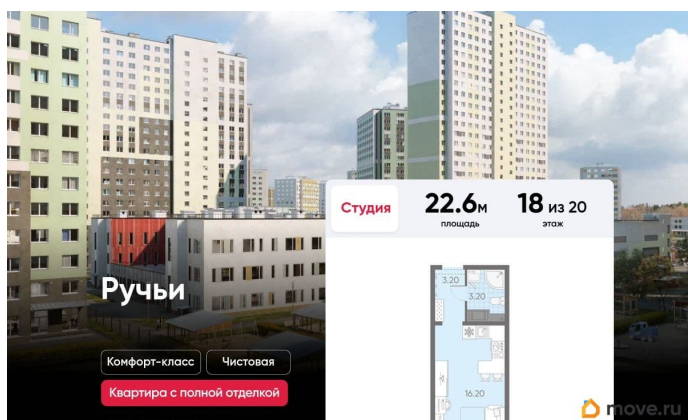 Студия
22.6м
площадь
18 из 20
этаж
Ручьи
3.20
3.20
16.20
Комфорт-класс
Чистовая
Квартира с полной отделкой
move.ru